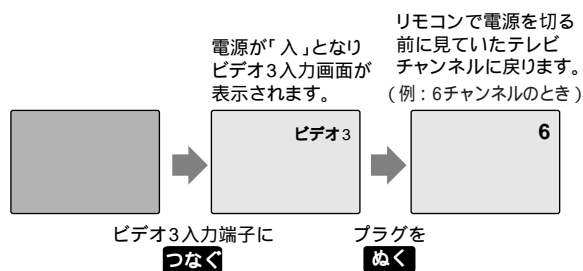 電源が「入」となり
ビデオ3入力画面が
表示されます。
リモコンで電源を切る
前に見ていたテレビ
チャンネルに戻ります。
（例：6チャンネルのとき）
ビデオ3
6
ビデオ3入力端子に
つなぐ
プラグを
ぬく